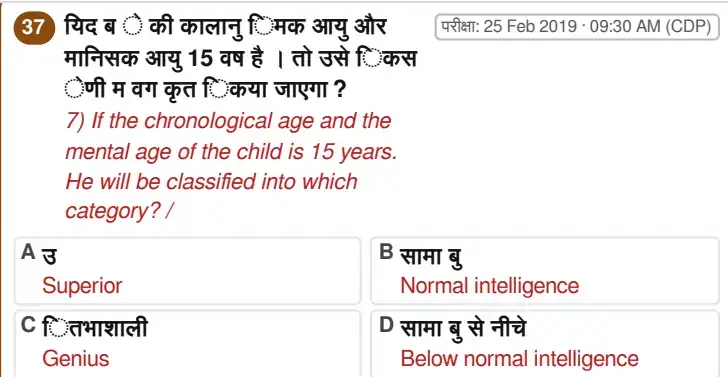 37 यिद ब े की कालानु िमक आयु और
परीक्षा: 25 Feb 2019 · 09:30 AM (CDP)
मानिसक आयु 15 वष है । तो उसे िकस
ेणी म वग कृत िकया जाएगा ?
7) If the chronological age and the
mental age of the child is 15 years.
He will be classified into which
category? /
A उ
Superior
B सामा बु
Normal intelligence
C ितभाशाली
Genius
D सामा बु से नीचे
Below normal intelligence